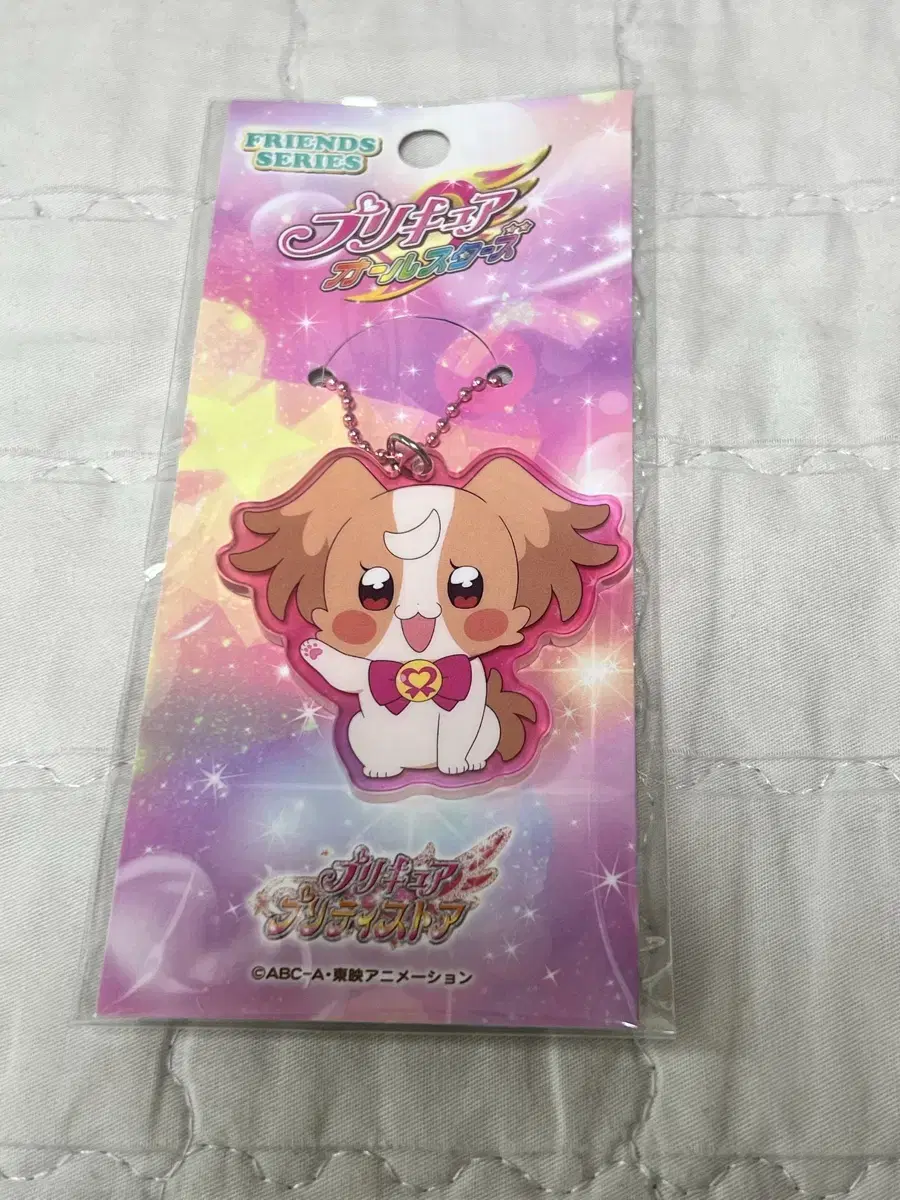 FRIENDS
SERIES
プリキュア
オールスターズ
プリキュア
プリティストア
©ABC-A・東映アニメーション